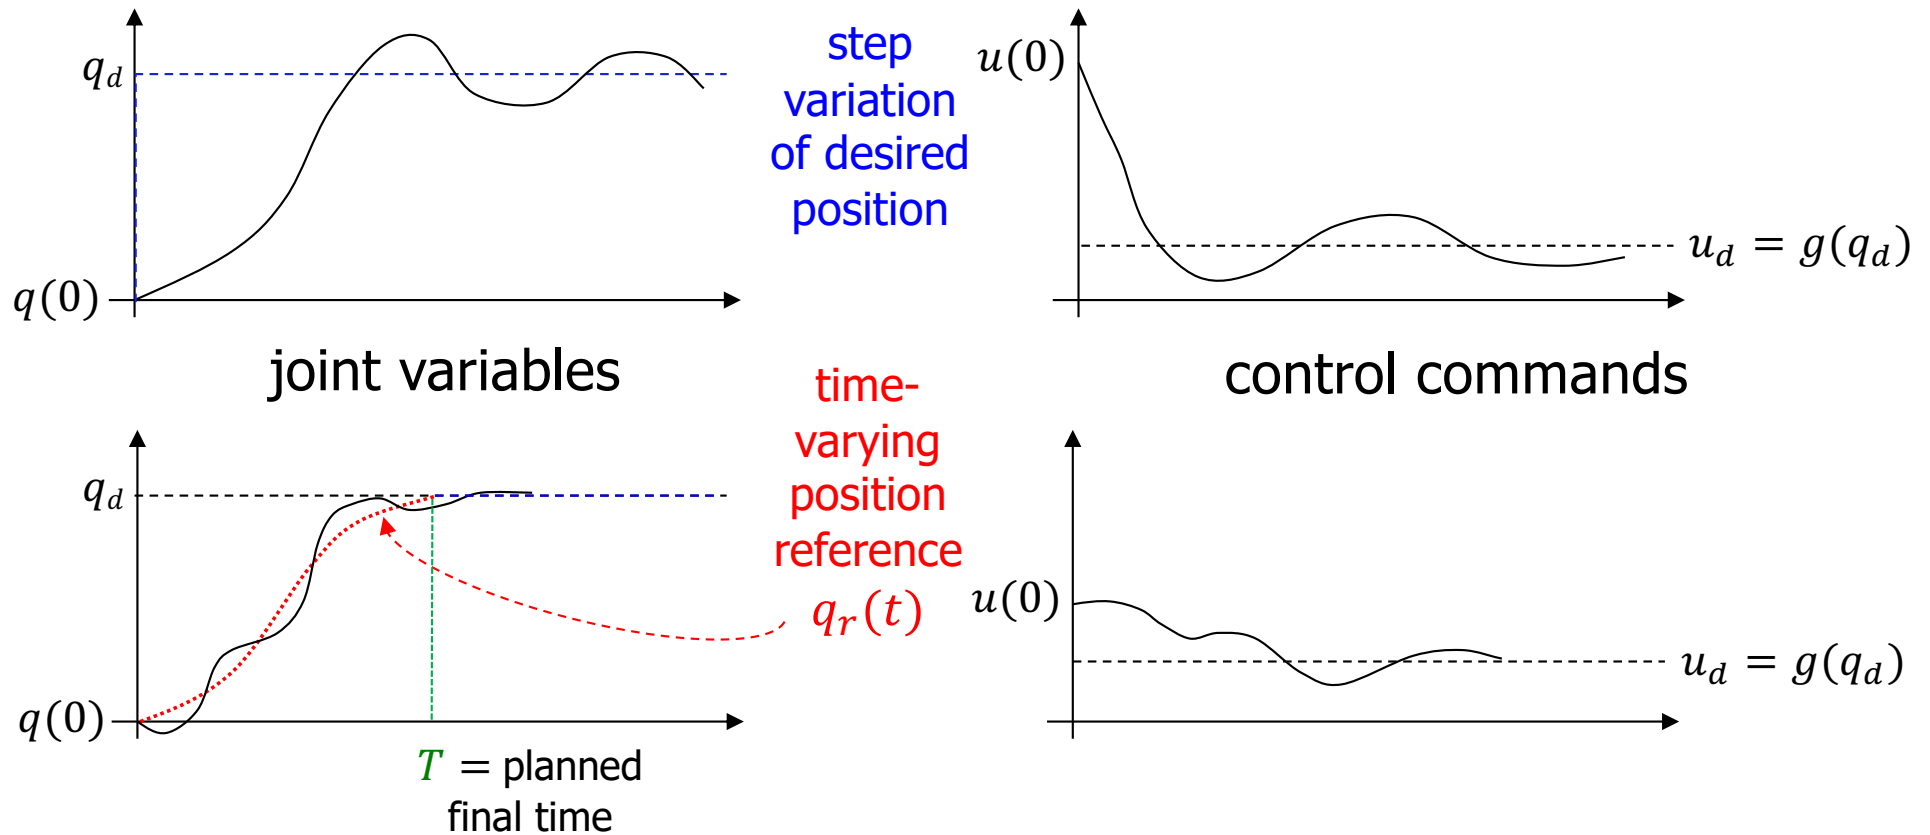 q_d
q(0)
step
variation
of desired
position
u(0)
u_d = g(q_d)
joint variables
control commands
q_d
q(0)
T = planned
final time
time-
varying
position
reference
q_r(t)
u(0)
u_d = g(q_d)